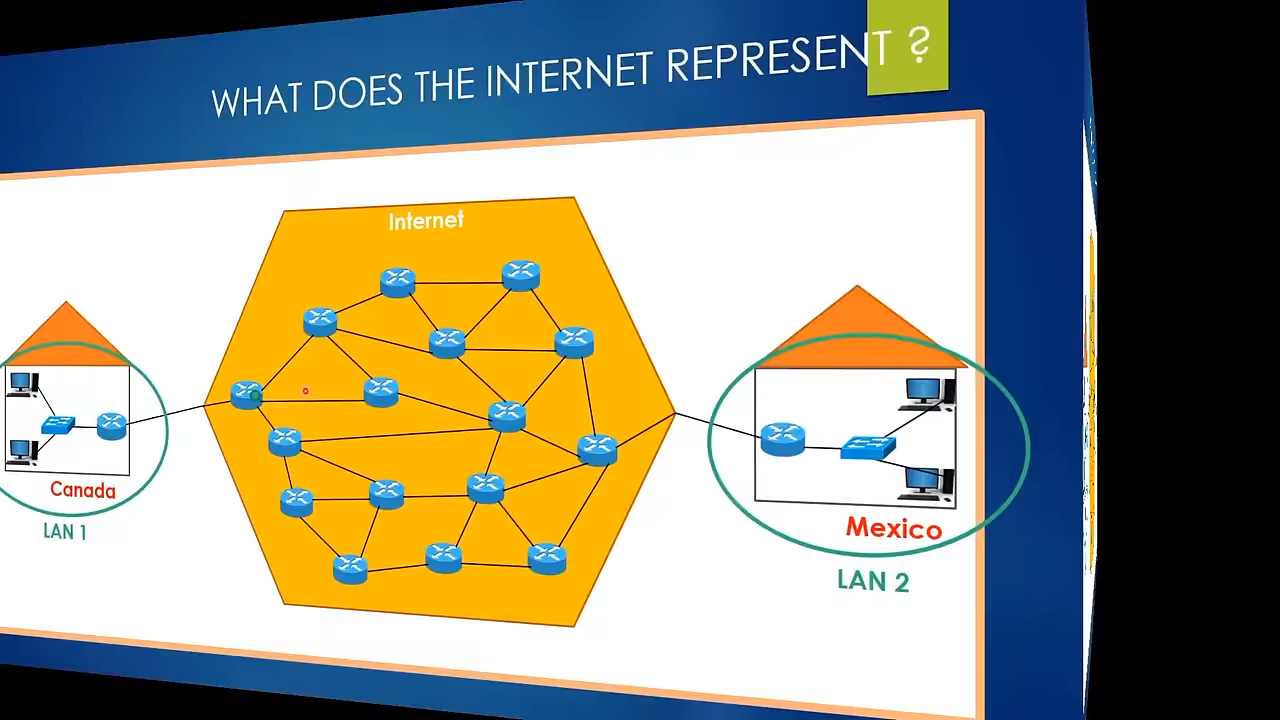 WHAT DOES THE INTERNET REPRESENT ?
Internet
Canada
LAN 1
Mexico
LAN 2